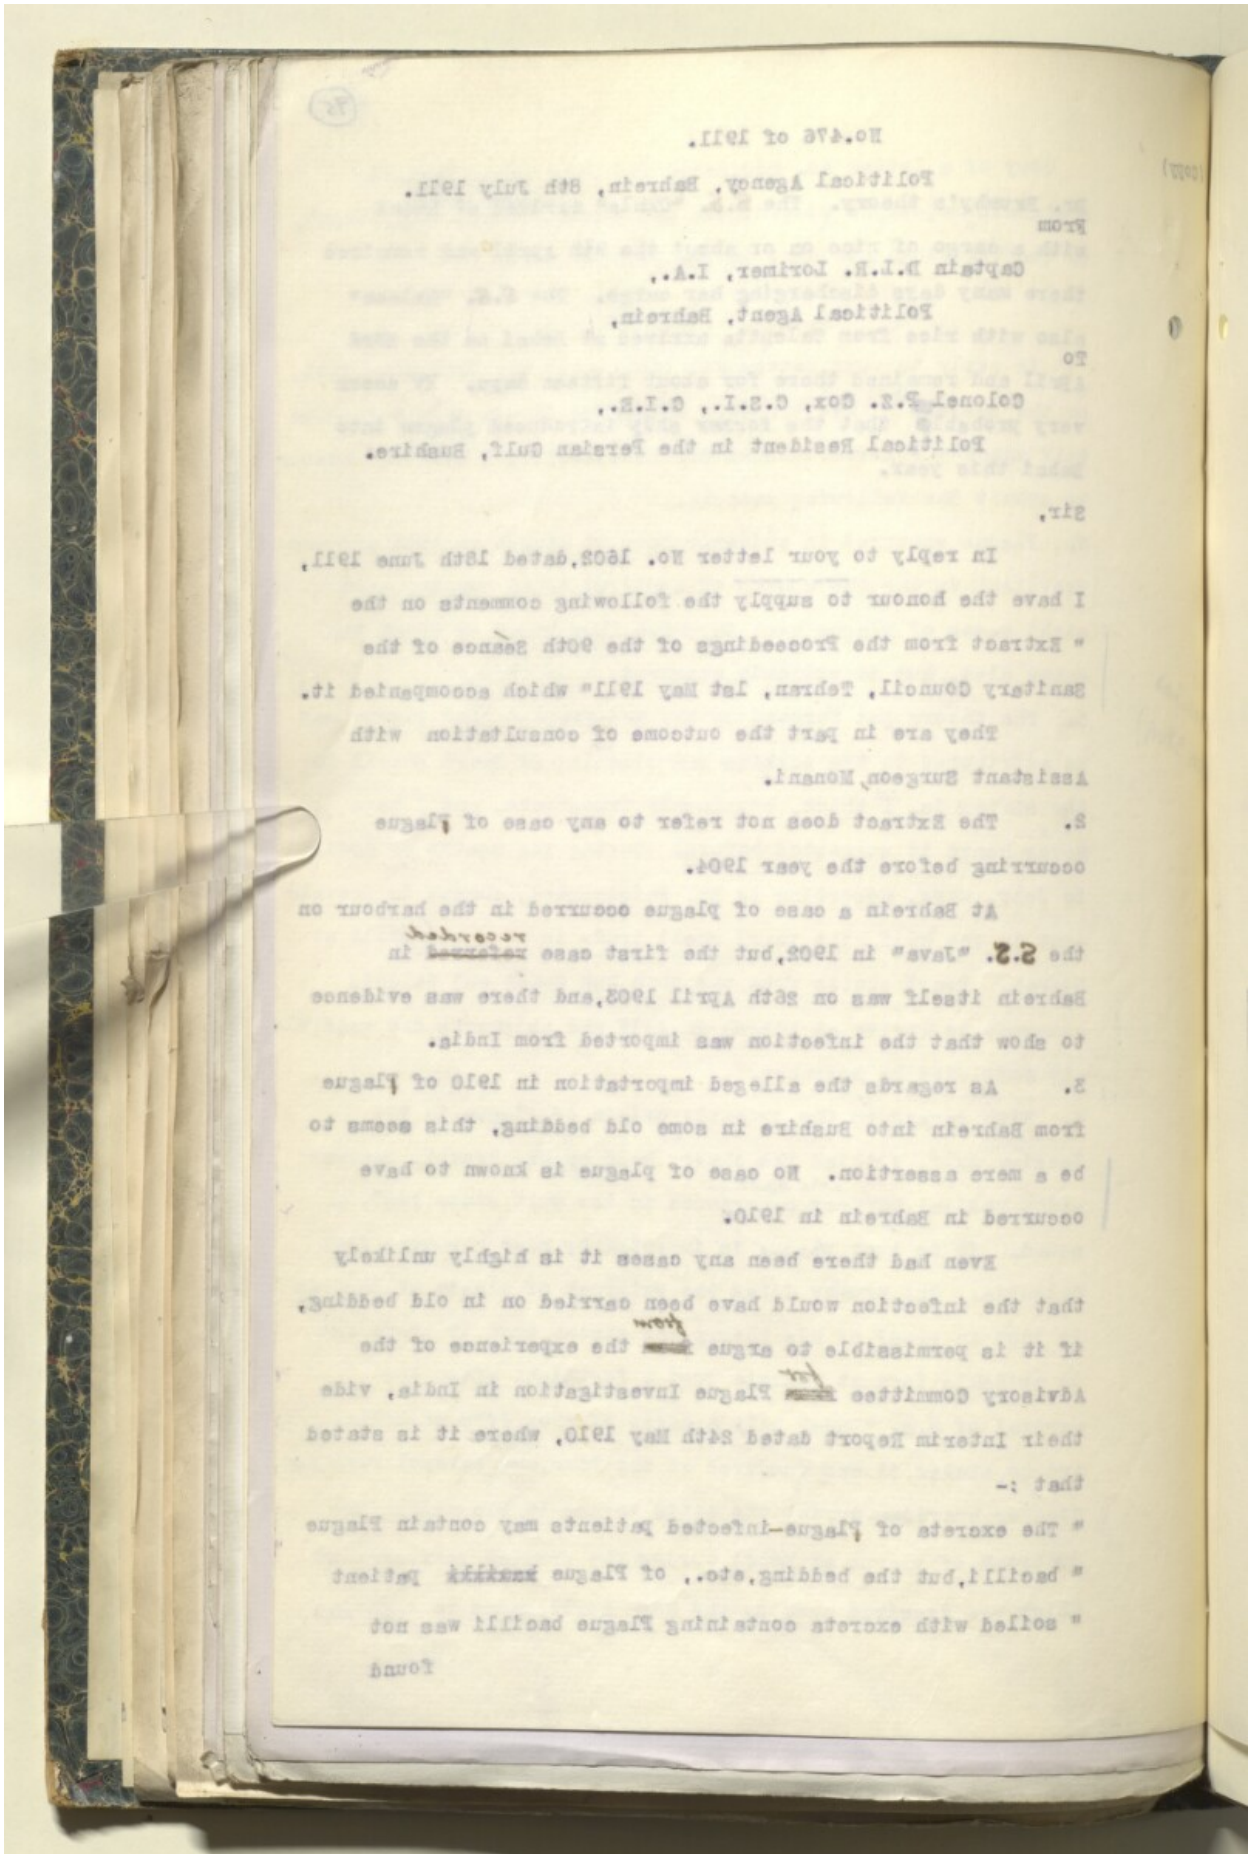 75
No.476 of 1911.
Political Agency, Bahrein, 8th July 1911.
From
Captain D.L.R. Lorimer, I.A.,
Political Agent, Bahrein,
To
Colonel P.Z. Cox, C.S.I., C.I.E.,
Political Resident in the Persian Gulf, Bushire.
Sir,
In reply to your letter No. 1602,dated 18th June 1911,
I have the honour to supply the following comments on the
" Extract from the Proceedings of the 90th Séance of the
Sanitary Council, Tehran, 1st May 1911" which accompanied it.
They are in part the outcome of consultation with
Assistant Surgeon, Monani.
2. The Extract does not refer to any case of Plague
occurring before the year 1904.
At Bahrein a case of plague occurred in the harbour on
the S.S. "Java" in 1902,but the first case referred recorded in
Bahrein itself was on 26th April 1903,and there was evidence
to show that the infection was imported from India.
3. As regards the alleged importation in 1910 of Plague
from Bahrein into Bushire in some old bedding, this seems to
be a mere assertion. No case of plague is known to have
occurred in Bahrein in 1910.
Even had there been any cases it is highly unlikely
that the infection would have been carried on in old bedding,
if it is permissible to argue from the experience of the
Advisory Committee for Plague Investigation in India, vide
their Interim Report dated 24th May 1910, where it is stated
that :-
" The excreta of Plague-infected patients may contain Plague
" bacilli,but the bedding,etc., of Plague patient
" soiled with excreta containing Plague bacilli was not
found